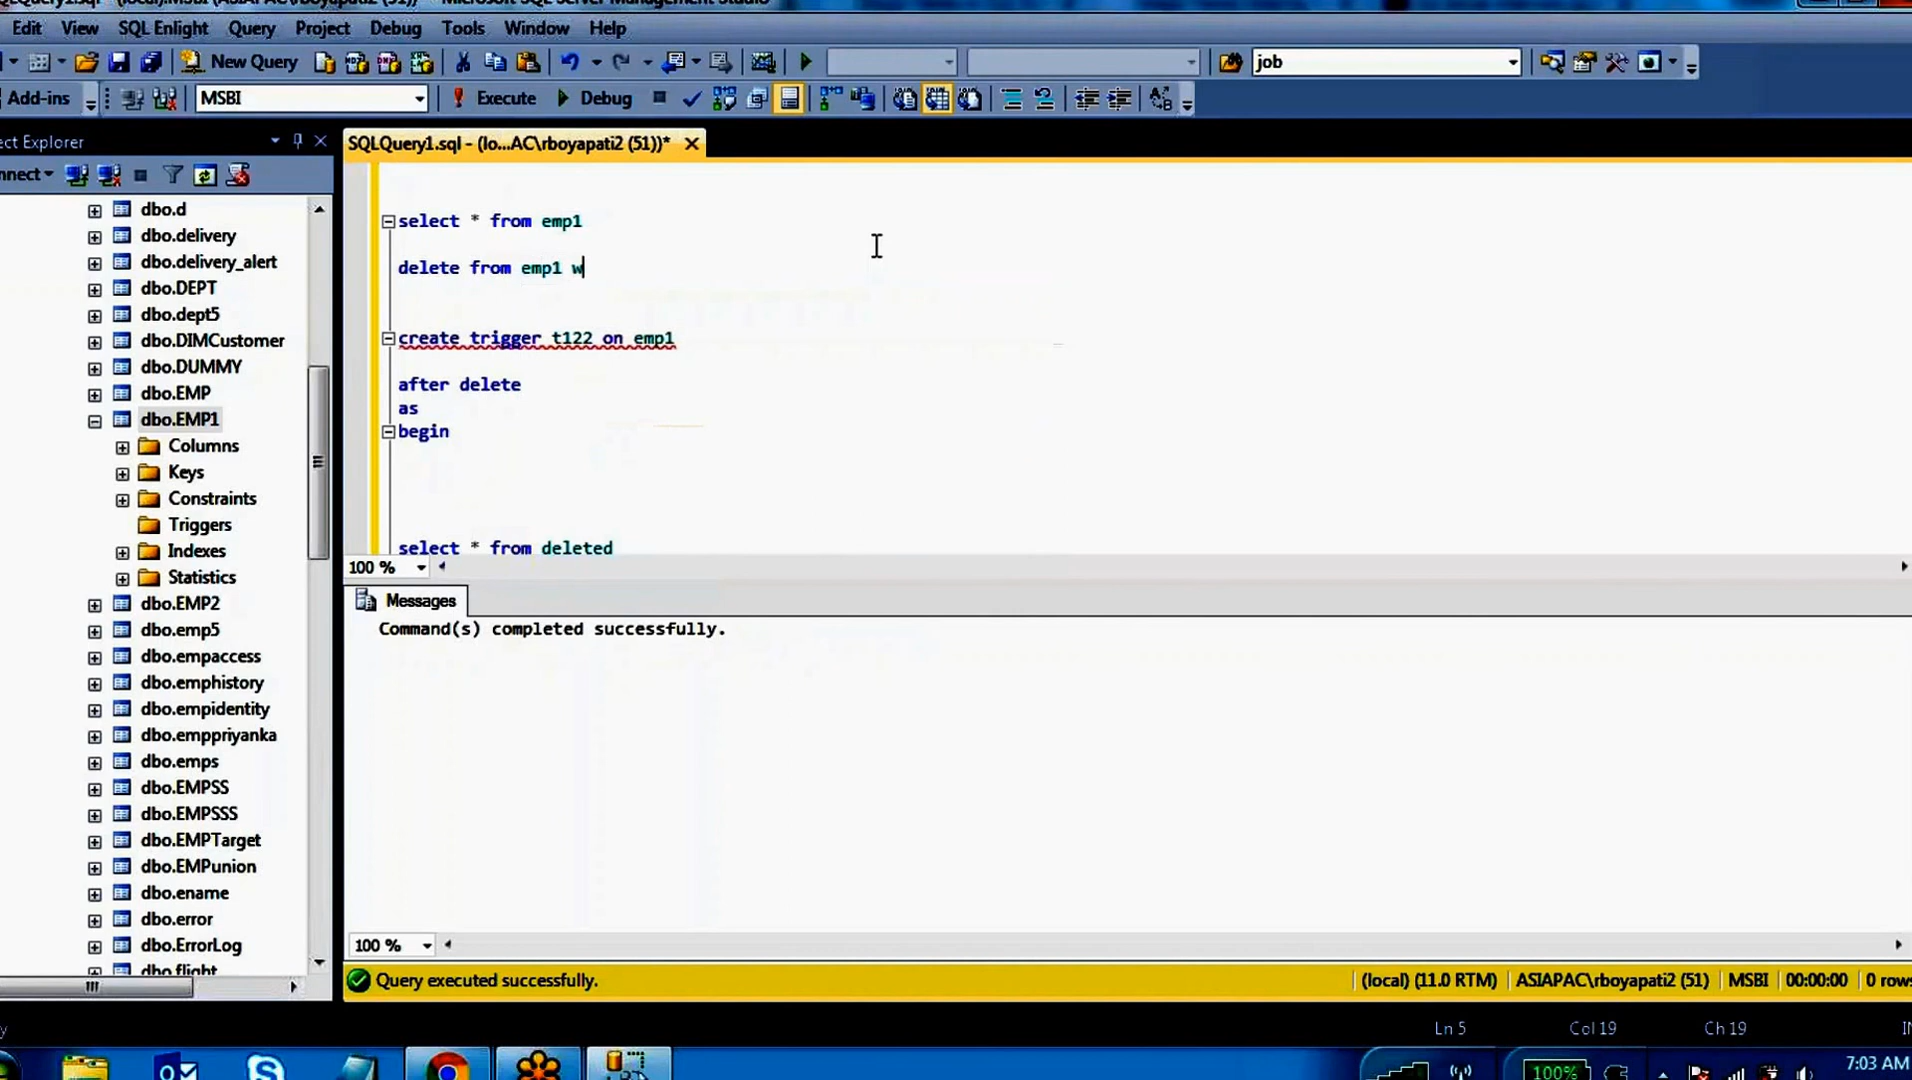 Edit View SQL Enlight Query Project Debug Tools Window Help
New Query job
Add-ins MSBI Execute Debug
ect Explorer
nnect
dbo.d
dbo.delivery
dbo.delivery_alert
dbo.DEPT
dbo.dept5
dbo.DIMCustomer
dbo.DUMMY
dbo.EMP
dbo.EMP1
Columns
Keys
Constraints
Triggers
Indexes
Statistics
dbo.EMP2
dbo.emp5
dbo.empaccess
dbo.emphistory
dbo.empidentity
dbo.emppriyanka
dbo.emps
dbo.EMPSS
dbo.EMPSSS
dbo.EMPTarget
dbo.EMPunion
dbo.ename
dbo.error
dbo.ErrorLog
dbo.flight
SQLQuery1.sql - (lo...AC\rboyapati2 (51))*
select * from emp1
delete from emp1 w
create trigger t122 on emp1
after delete
as
begin
select * from deleted
100 %
Messages
Command(s) completed successfully.
100 %
Query executed successfully. (local) (11.0 RTM) ASIAPAC\rboyapati2 (51) MSBI 00:00:00 0 rows
Ln 5 Col 19 Ch 19
100% 7:03 AM